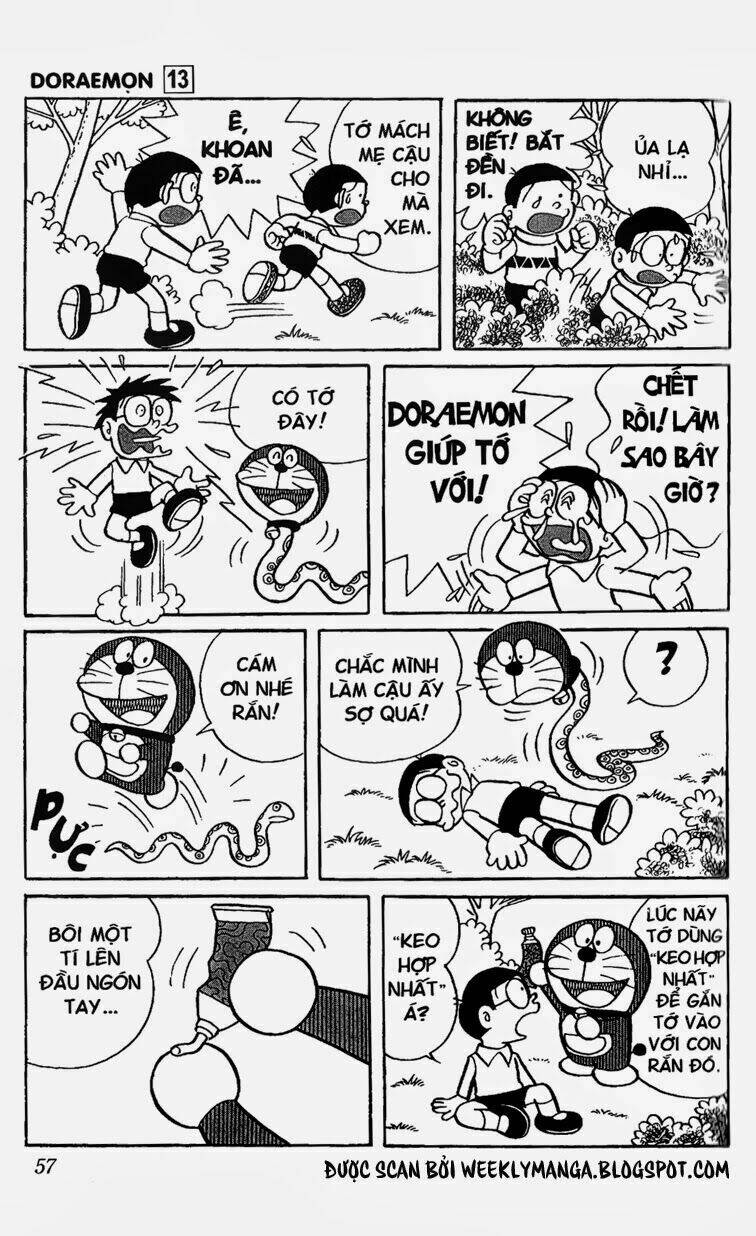 DORAEMỌN 13
ỦA LẠ
NHỈ...
KHÔNG
BIẾT! BẮT
ĐỀN
ĐI.
TỚ MÁCH
MẸ CẬU
CHO
MÀ
XEM.
Ê,
KHOAN
ĐÃ...
CHẾT
RỒI! LÀM
SAO BÂY
GIỜ?
DORAEMON
GIÚP TỚ
VỚI!
CÓ TỚ
ĐÂY!
?
CHẮC MÌNH
LÀM CẬU ẤY
SỢ QUÁ!
CÁM
ƠN NHÉ
RẮN!
PỰC
LÚC NÃY
TỚ DÙNG
"KEO HỢP
NHẤT"
ĐỂ GẮN
TỚ VÀO
VỚI CON
RẮN ĐÓ.
"KEO
HỢP
NHẤT"
Á?
BÔI MỘT
TÍ LÊN
ĐẦU NGÓN
TAY...
57
ĐƯỢC SCAN BỞI WEEKLYMANGA.BLOGSPOT.COM